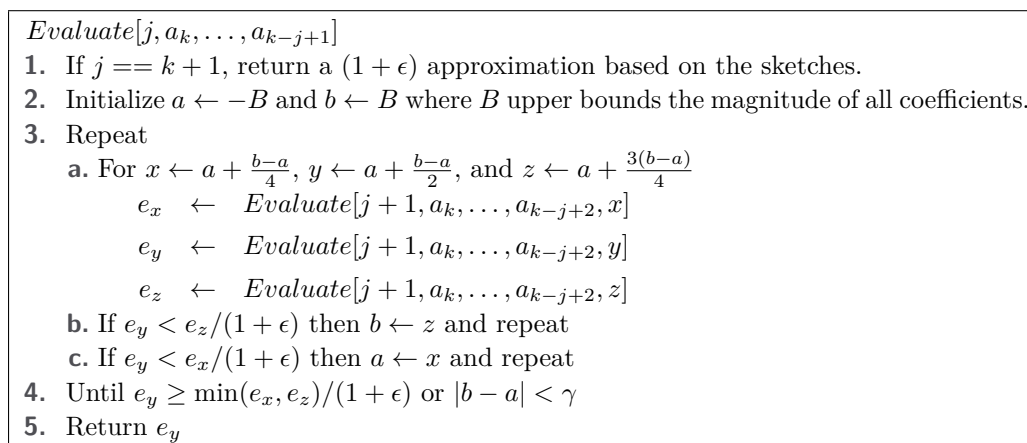 Evaluate[j, a_k, . . . , a_{k−j+1}]
1. If j == k + 1, return a (1 + ϵ) approximation based on the sketches.
2. Initialize a ← −B and b ← B where B upper bounds the magnitude of all coefficients.
3. Repeat
a. For x ← a + \frac{b−a}{4}, y ← a + \frac{b−a}{2}, and z ← a + \frac{3(b−a)}{4}
e_x ← Evaluate[j + 1, a_k, . . . , a_{k−j+2}, x]
e_y ← Evaluate[j + 1, a_k, . . . , a_{k−j+2}, y]
e_z ← Evaluate[j + 1, a_k, . . . , a_{k−j+2}, z]
b. If e_y < e_z/(1 + ϵ) then b ← z and repeat
c. If e_y < e_x/(1 + ϵ) then a ← x and repeat
4. Until e_y ≥ min(e_x, e_z)/(1 + ϵ) or |b − a| < γ
5. Return e_y